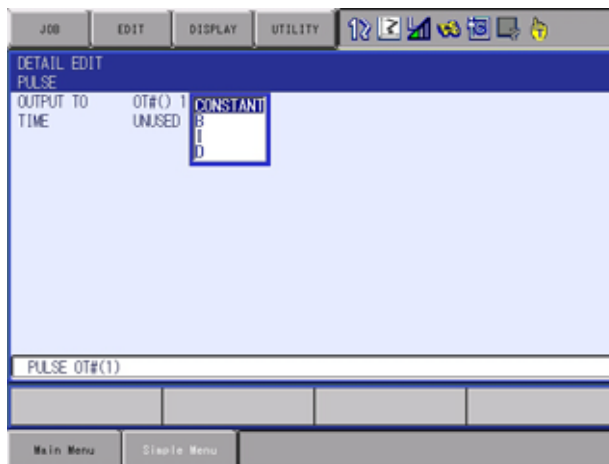 JOB EDIT DISPLAY UTILITY
DETAIL EDIT
PULSE
OUTPUT TO OT#() 1 CONSTANT
TIME UNUSED B
I
D
PULSE OT#(1)
Main Menu Simple Menu